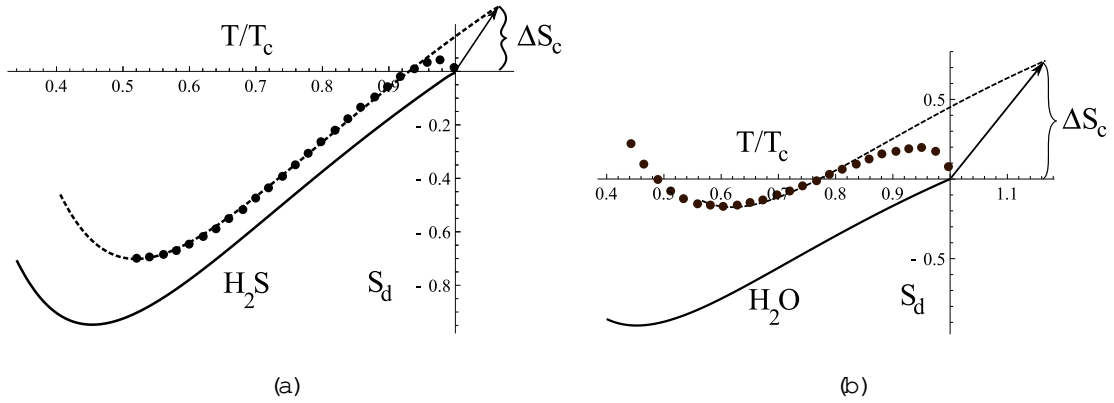 T/T_c
ΔS_c
0.4 0.5 0.6 0.7 0.8 0.9
- 0.2
- 0.4
- 0.6
- 0.8
H₂S
S_d
(a)
0.5
T/T_c
ΔS_c
0.4 0.5 0.6 0.7 0.8 0.9 1.1
- 0.5
H₂O
S_d
(b)